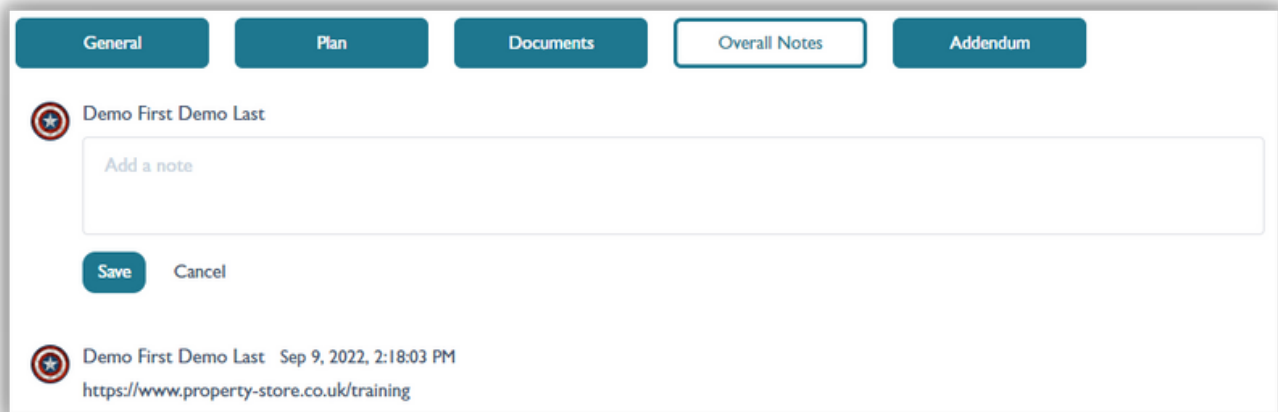 General Plan Documents Overall Notes Addendum
Demo First Demo Last
Add a note
Save Cancel
Demo First Demo Last Sep 9, 2022, 2:18:03 PM
https://www.property-store.co.uk/training